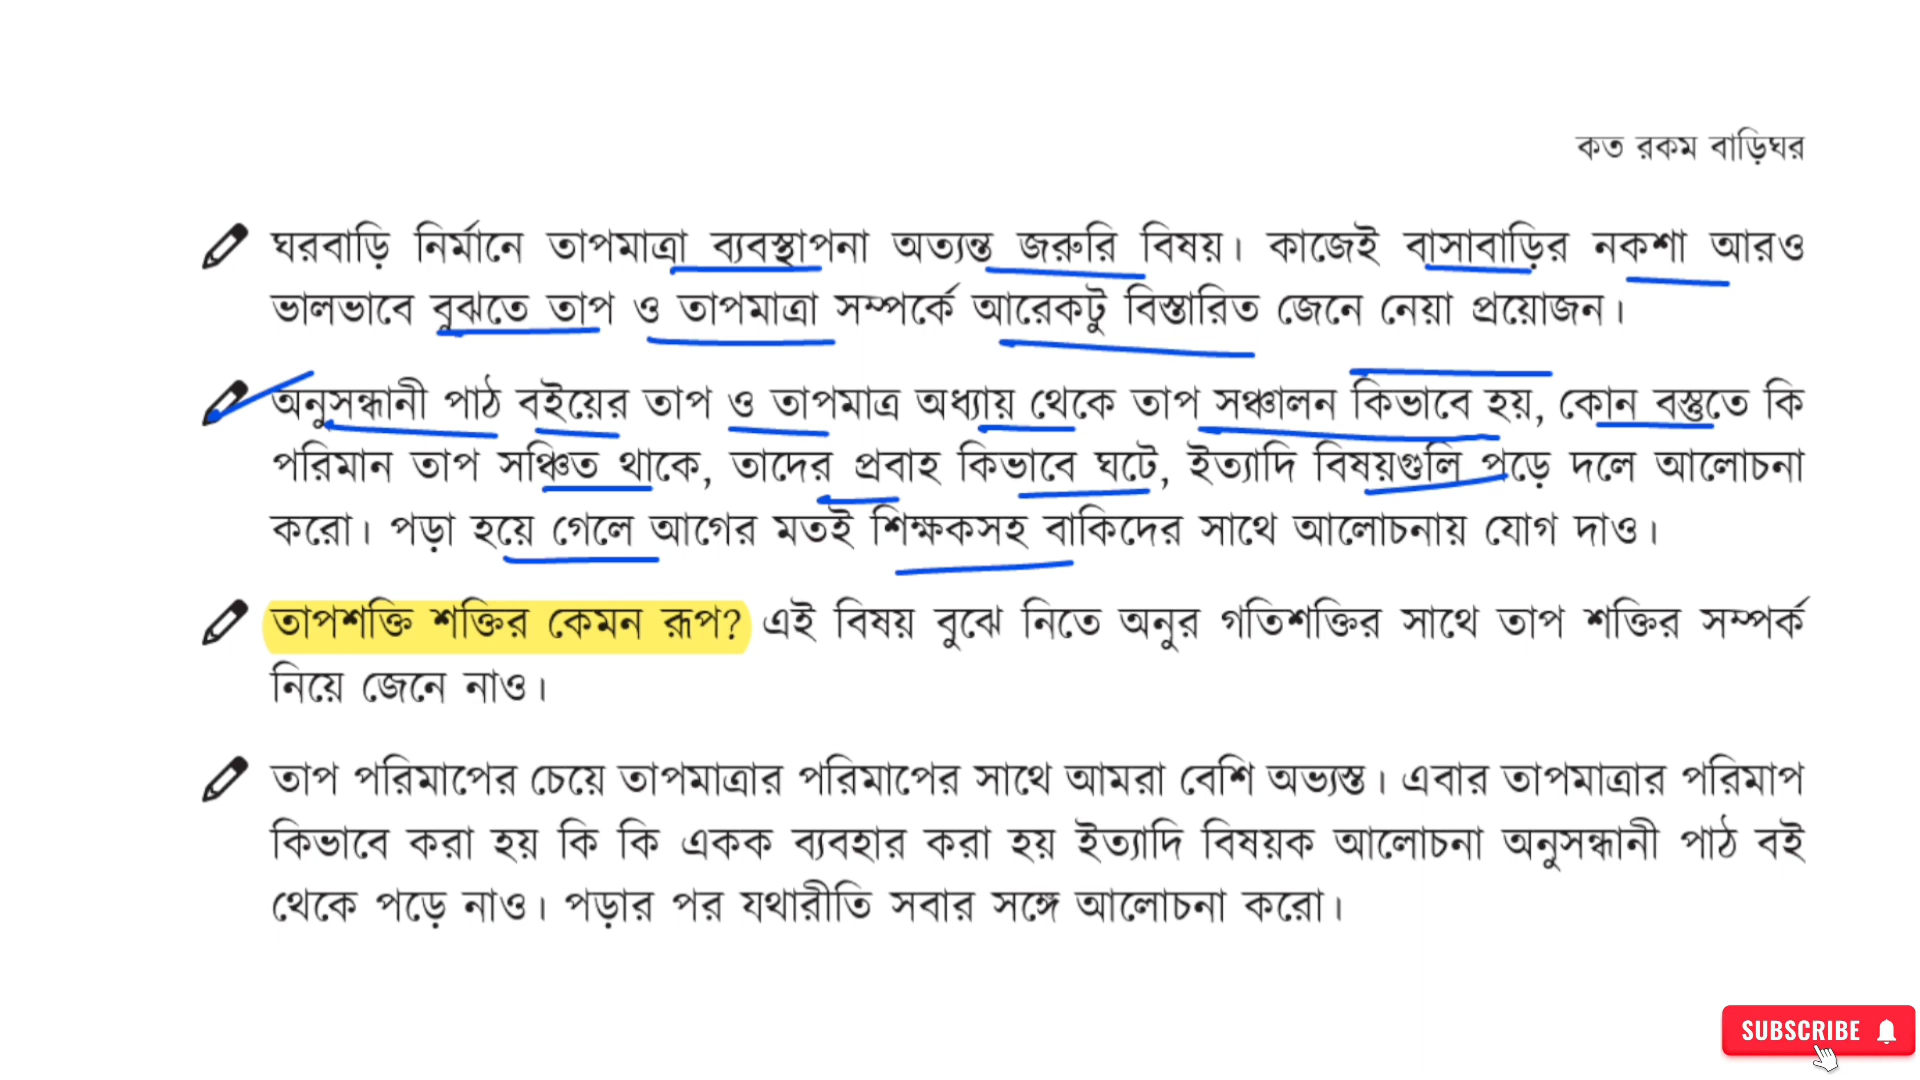 কত রকম বাড়িঘর
ঘরবাড়ি নির্মানে তাপমাত্রা ব্যবস্থাপনা অত্যন্ত জরুরি বিষয়। কাজেই বাসাবাড়ির নকশা আরও
ভালভাবে বুঝতে তাপ ও তাপমাত্রা সম্পর্কে আরেকটু বিস্তারিত জেনে নেয়া প্রয়োজন।
অনুসন্ধানী পাঠ বইয়ের তাপ ও তাপমাত্র অধ্যায় থেকে তাপ সঞ্চালন কিভাবে হয়, কোন বস্তুতে কি
পরিমান তাপ সঞ্চিত থাকে, তাদের প্রবাহ কিভাবে ঘটে, ইত্যাদি বিষয়গুলি পড়ে দলে আলোচনা
করো। পড়া হয়ে গেলে আগের মতই শিক্ষকসহ বাকিদের সাথে আলোচনায় যোগ দাও।
তাপশক্তি শক্তির কেমন রূপ? এই বিষয় বুঝে নিতে অনুর গতিশক্তির সাথে তাপ শক্তির সম্পর্ক
নিয়ে জেনে নাও।
তাপ পরিমাপের চেয়ে তাপমাত্রার পরিমাপের সাথে আমরা বেশি অভ্যস্ত। এবার তাপমাত্রার পরিমাপ
কিভাবে করা হয় কি কি একক ব্যবহার করা হয় ইত্যাদি বিষয়ক আলোচনা অনুসন্ধানী পাঠ বই
থেকে পড়ে নাও। পড়ার পর যথারীতি সবার সঙ্গে আলোচনা করো।
SUBSCRIBE